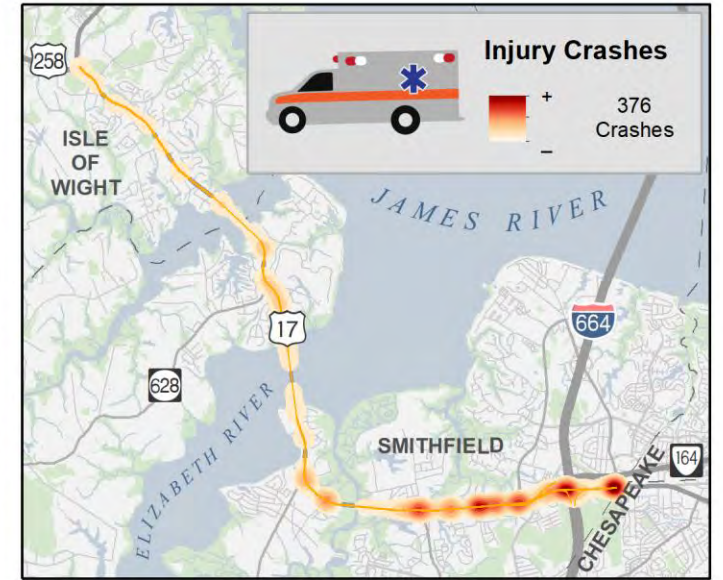 258
Injury Crashes
+
376
Crashes
–
ISLE
OF
WIGHT
JAMES RIVER
17
664
628
ELIZABETH RIVER
SMITHFIELD
CHESAPEAKE
164